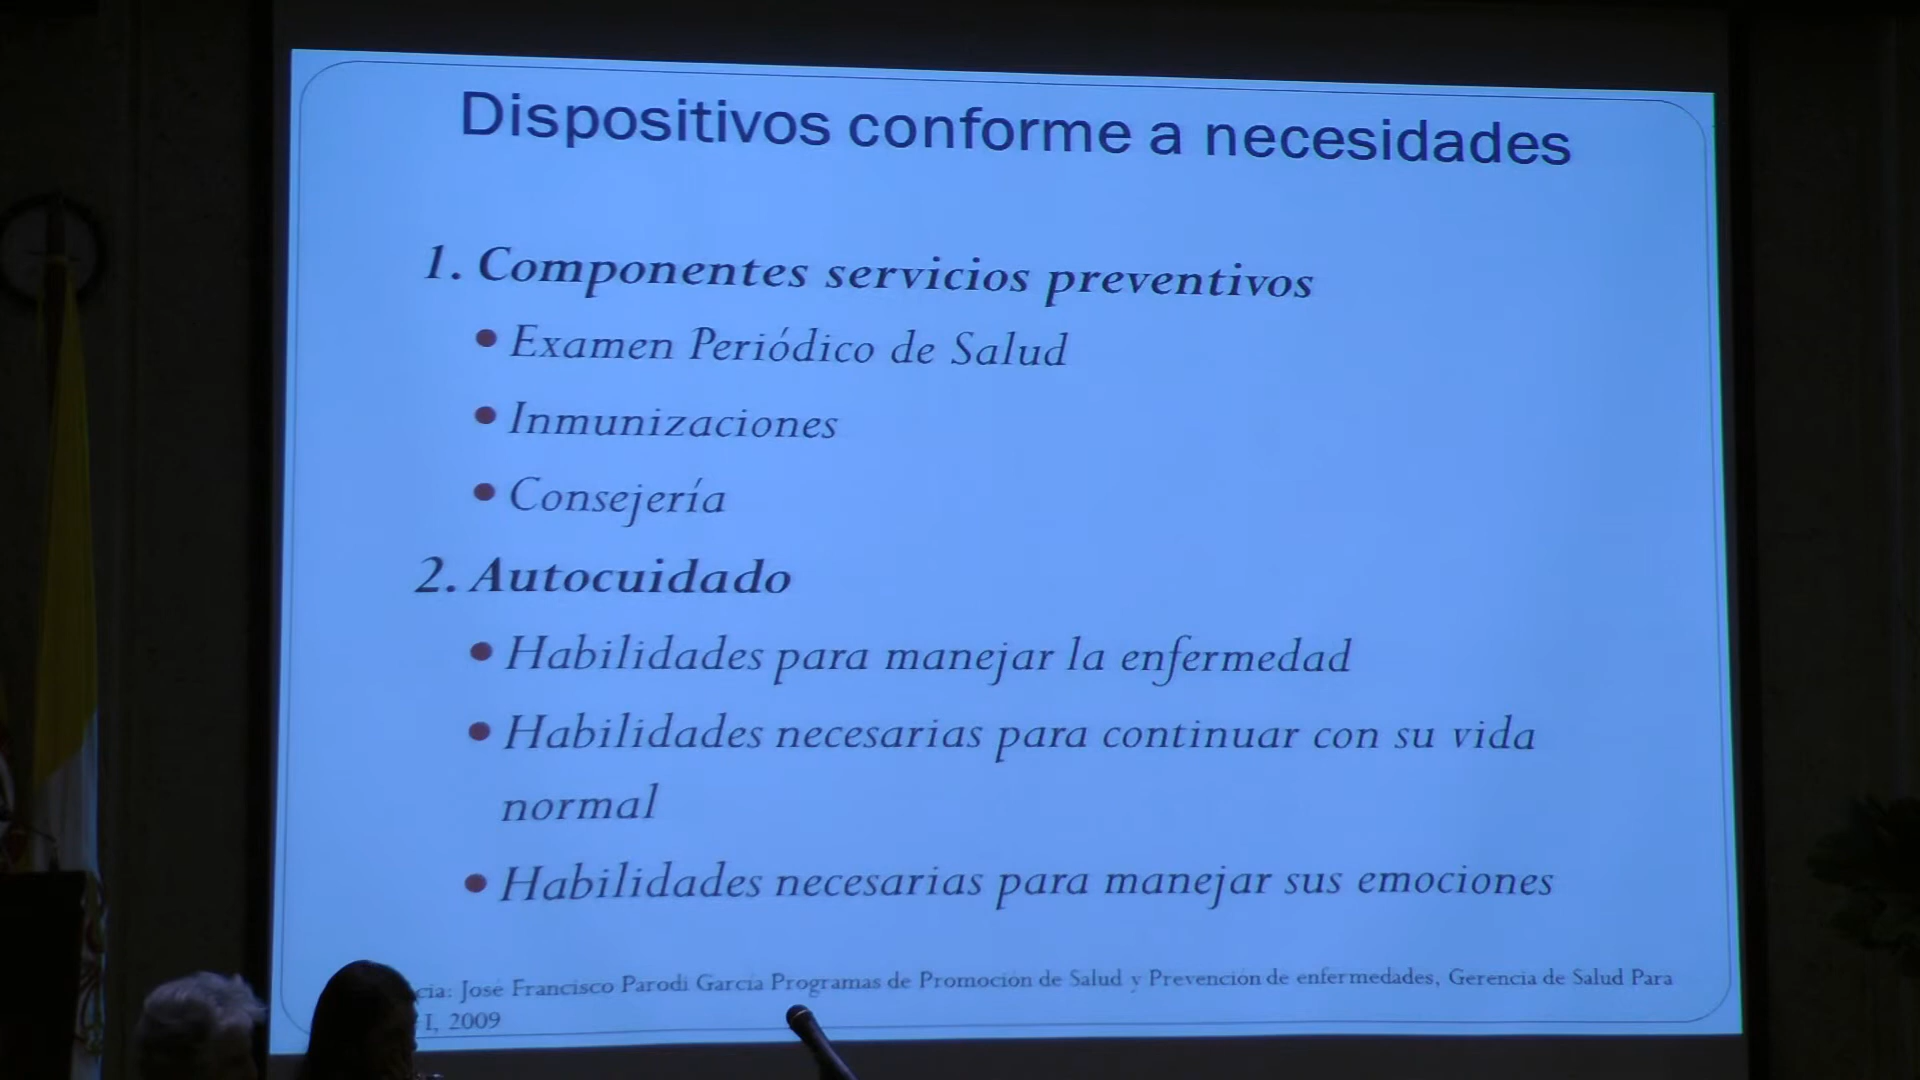 Dispositivos conforme a necesidades
1. Componentes servicios preventivos
• Examen Periódico de Salud
• Inmunizaciones
• Consejería
2. Autocuidado
• Habilidades para manejar la enfermedad
• Habilidades necesarias para continuar con su vida
normal
• Habilidades necesarias para manejar sus emociones
cia: José Francisco Parodi García Programas de Promoción de Salud y Prevención de enfermedades, Gerencia de Salud Para
I, 2009